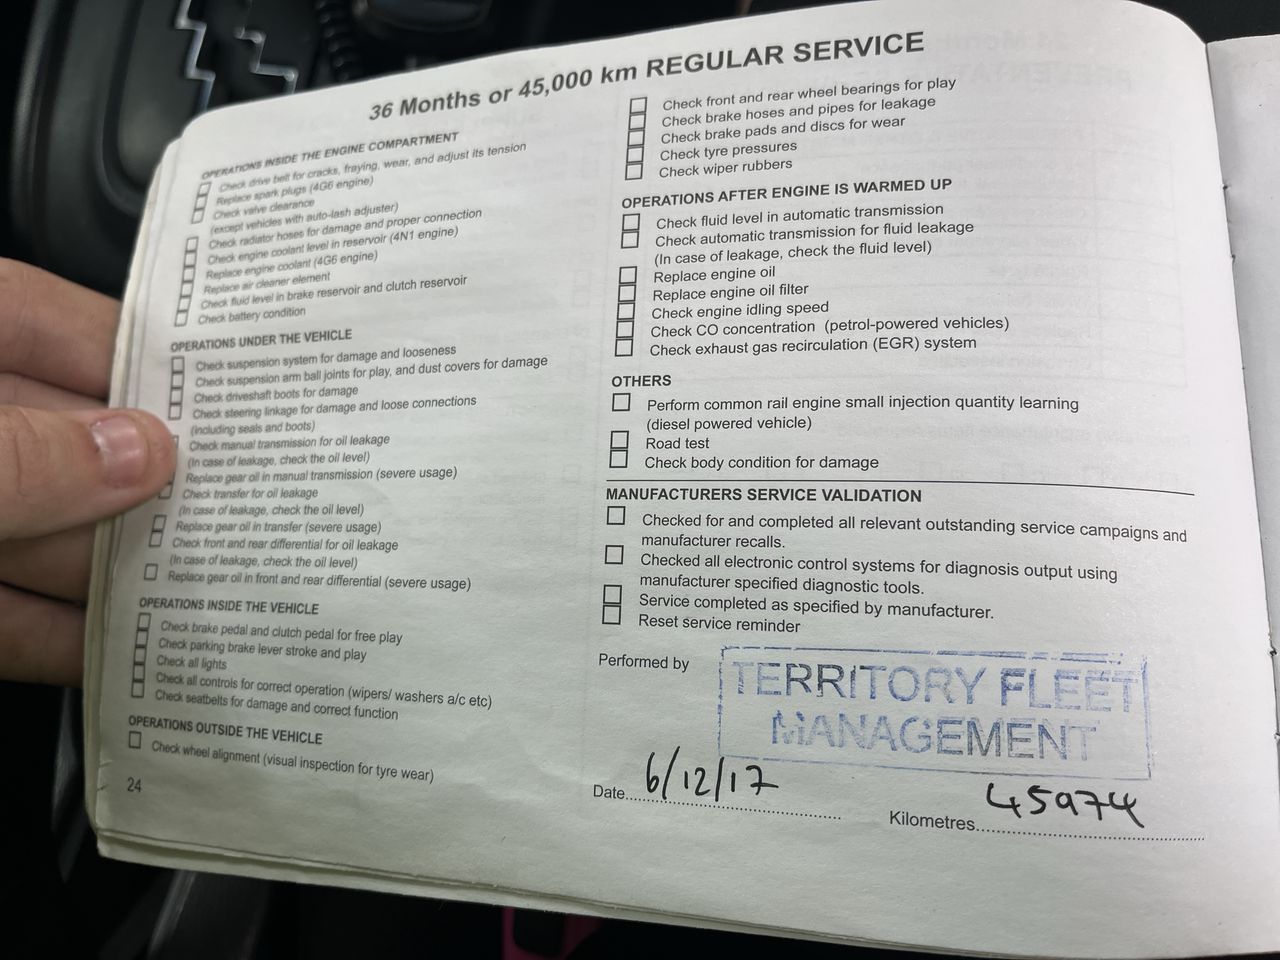 36 Months or 45,000 km REGULAR SERVICE
OPERATIONS INSIDE THE ENGINE COMPARTMENT
Check drive belt for cracks, fraying, wear, and adjust its tension
Replace spark plugs (4G6 engine)
Check valve clearance
(except vehicles with auto-lash adjuster)
Check radiator hoses for damage and proper connection
Check engine coolant level in reservoir (4N1 engine)
Replace engine coolant (4G6 engine)
Replace air cleaner element
Check fluid level in brake reservoir and clutch reservoir
Check battery condition
OPERATIONS UNDER THE VEHICLE
Check suspension system for damage and looseness
Check suspension arm ball joints for play, and dust covers for damage
Check driveshaft boots for damage
Check steering linkage for damage and loose connections
(including seals and boots)
Check manual transmission for oil leakage
(In case of leakage, check the oil level)
Replace gear oil in manual transmission (severe usage)
Check transfer for oil leakage
(In case of leakage, check the oil level)
Replace gear oil in transfer (severe usage)
Check front and rear differential for oil leakage
(In case of leakage, check the oil level)
Replace gear oil in front and rear differential (severe usage)
OPERATIONS INSIDE THE VEHICLE
Check brake pedal and clutch pedal for free play
Check parking brake lever stroke and play
Check all lights
Check all controls for correct operation (wipers/ washers a/c etc)
Check seatbelts for damage and correct function
OPERATIONS OUTSIDE THE VEHICLE
Check wheel alignment (visual inspection for tyre wear)
24
Check front and rear wheel bearings for play
Check brake hoses and pipes for leakage
Check brake pads and discs for wear
Check tyre pressures
Check wiper rubbers
OPERATIONS AFTER ENGINE IS WARMED UP
Check fluid level in automatic transmission
Check automatic transmission for fluid leakage
(In case of leakage, check the fluid level)
Replace engine oil
Replace engine oil filter
Check engine idling speed
Check CO concentration (petrol-powered vehicles)
Check exhaust gas recirculation (EGR) system
OTHERS
Perform common rail engine small injection quantity learning
(diesel powered vehicle)
Road test
Check body condition for damage
MANUFACTURERS SERVICE VALIDATION
Checked for and completed all relevant outstanding service campaigns and
manufacturer recalls.
Checked all electronic control systems for diagnosis output using
manufacturer specified diagnostic tools.
Service completed as specified by manufacturer.
Reset service reminder
Performed by
TERRITORY FLEET
MANAGEMENT
Date 6/12/17
Kilometres 45974